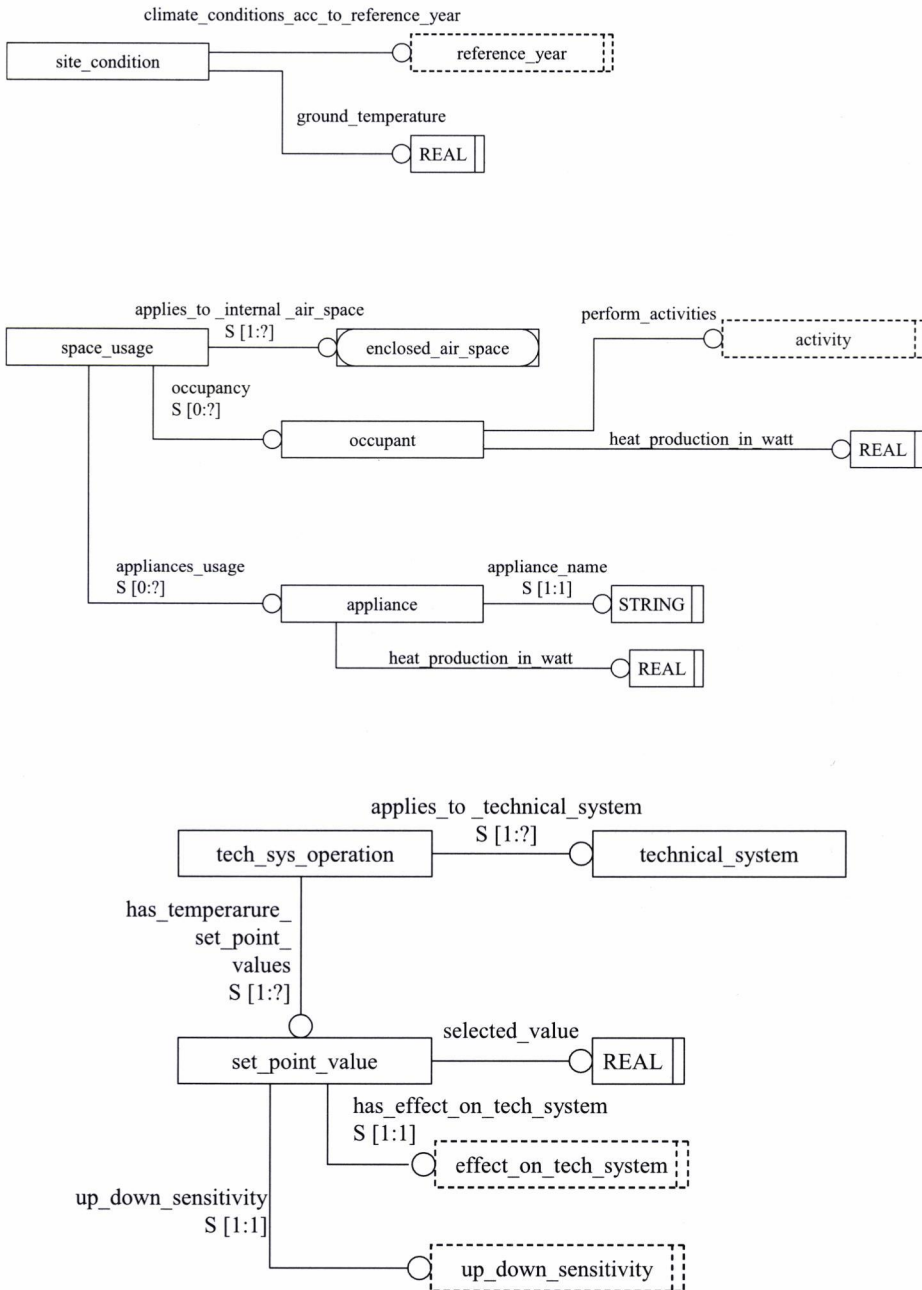 climate_conditions_acc_to_reference_year
site_condition
reference_year
ground_temperature
REAL
applies_to _internal _air_space
S [1:?]
space_usage
enclosed_air_space
perform_activities
activity
occupancy
S [0:?]
occupant
heat_production_in_watt
REAL
appliances_usage
S [0:?]
appliance
appliance_name
S [1:1]
STRING
heat_production_in_watt
REAL
applies_to _technical_system
S [1:?]
tech_sys_operation
technical_system
has_temperarure_
set_point_
values
S [1:?]
set_point_value
selected_value
REAL
has_effect_on_tech_system
S [1:1]
effect_on_tech_system
up_down_sensitivity
S [1:1]
up_down_sensitivity